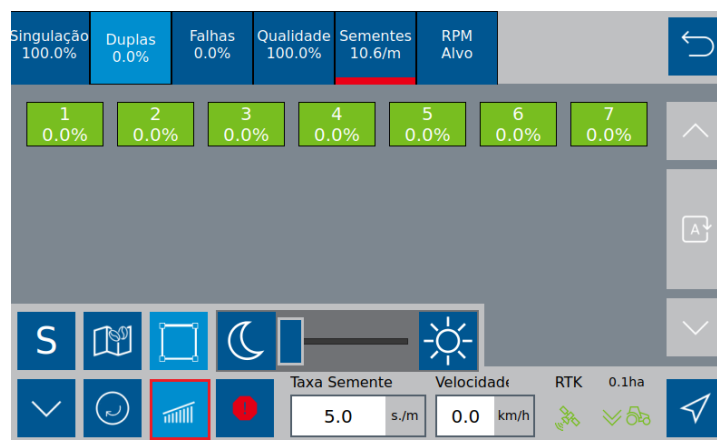 Singulação
100.0%
Duplas
0.0%
Falhas
0.0%
Qualidade
100.0%
Sementes
10.6/m
RPM
Alvo
1
0.0%
2
0.0%
3
0.0%
4
0.0%
5
0.0%
6
0.0%
7
0.0%
A
S
Taxa Semente
5.0 s./m
Velocidade
0.0 km/h
RTK
0.1ha